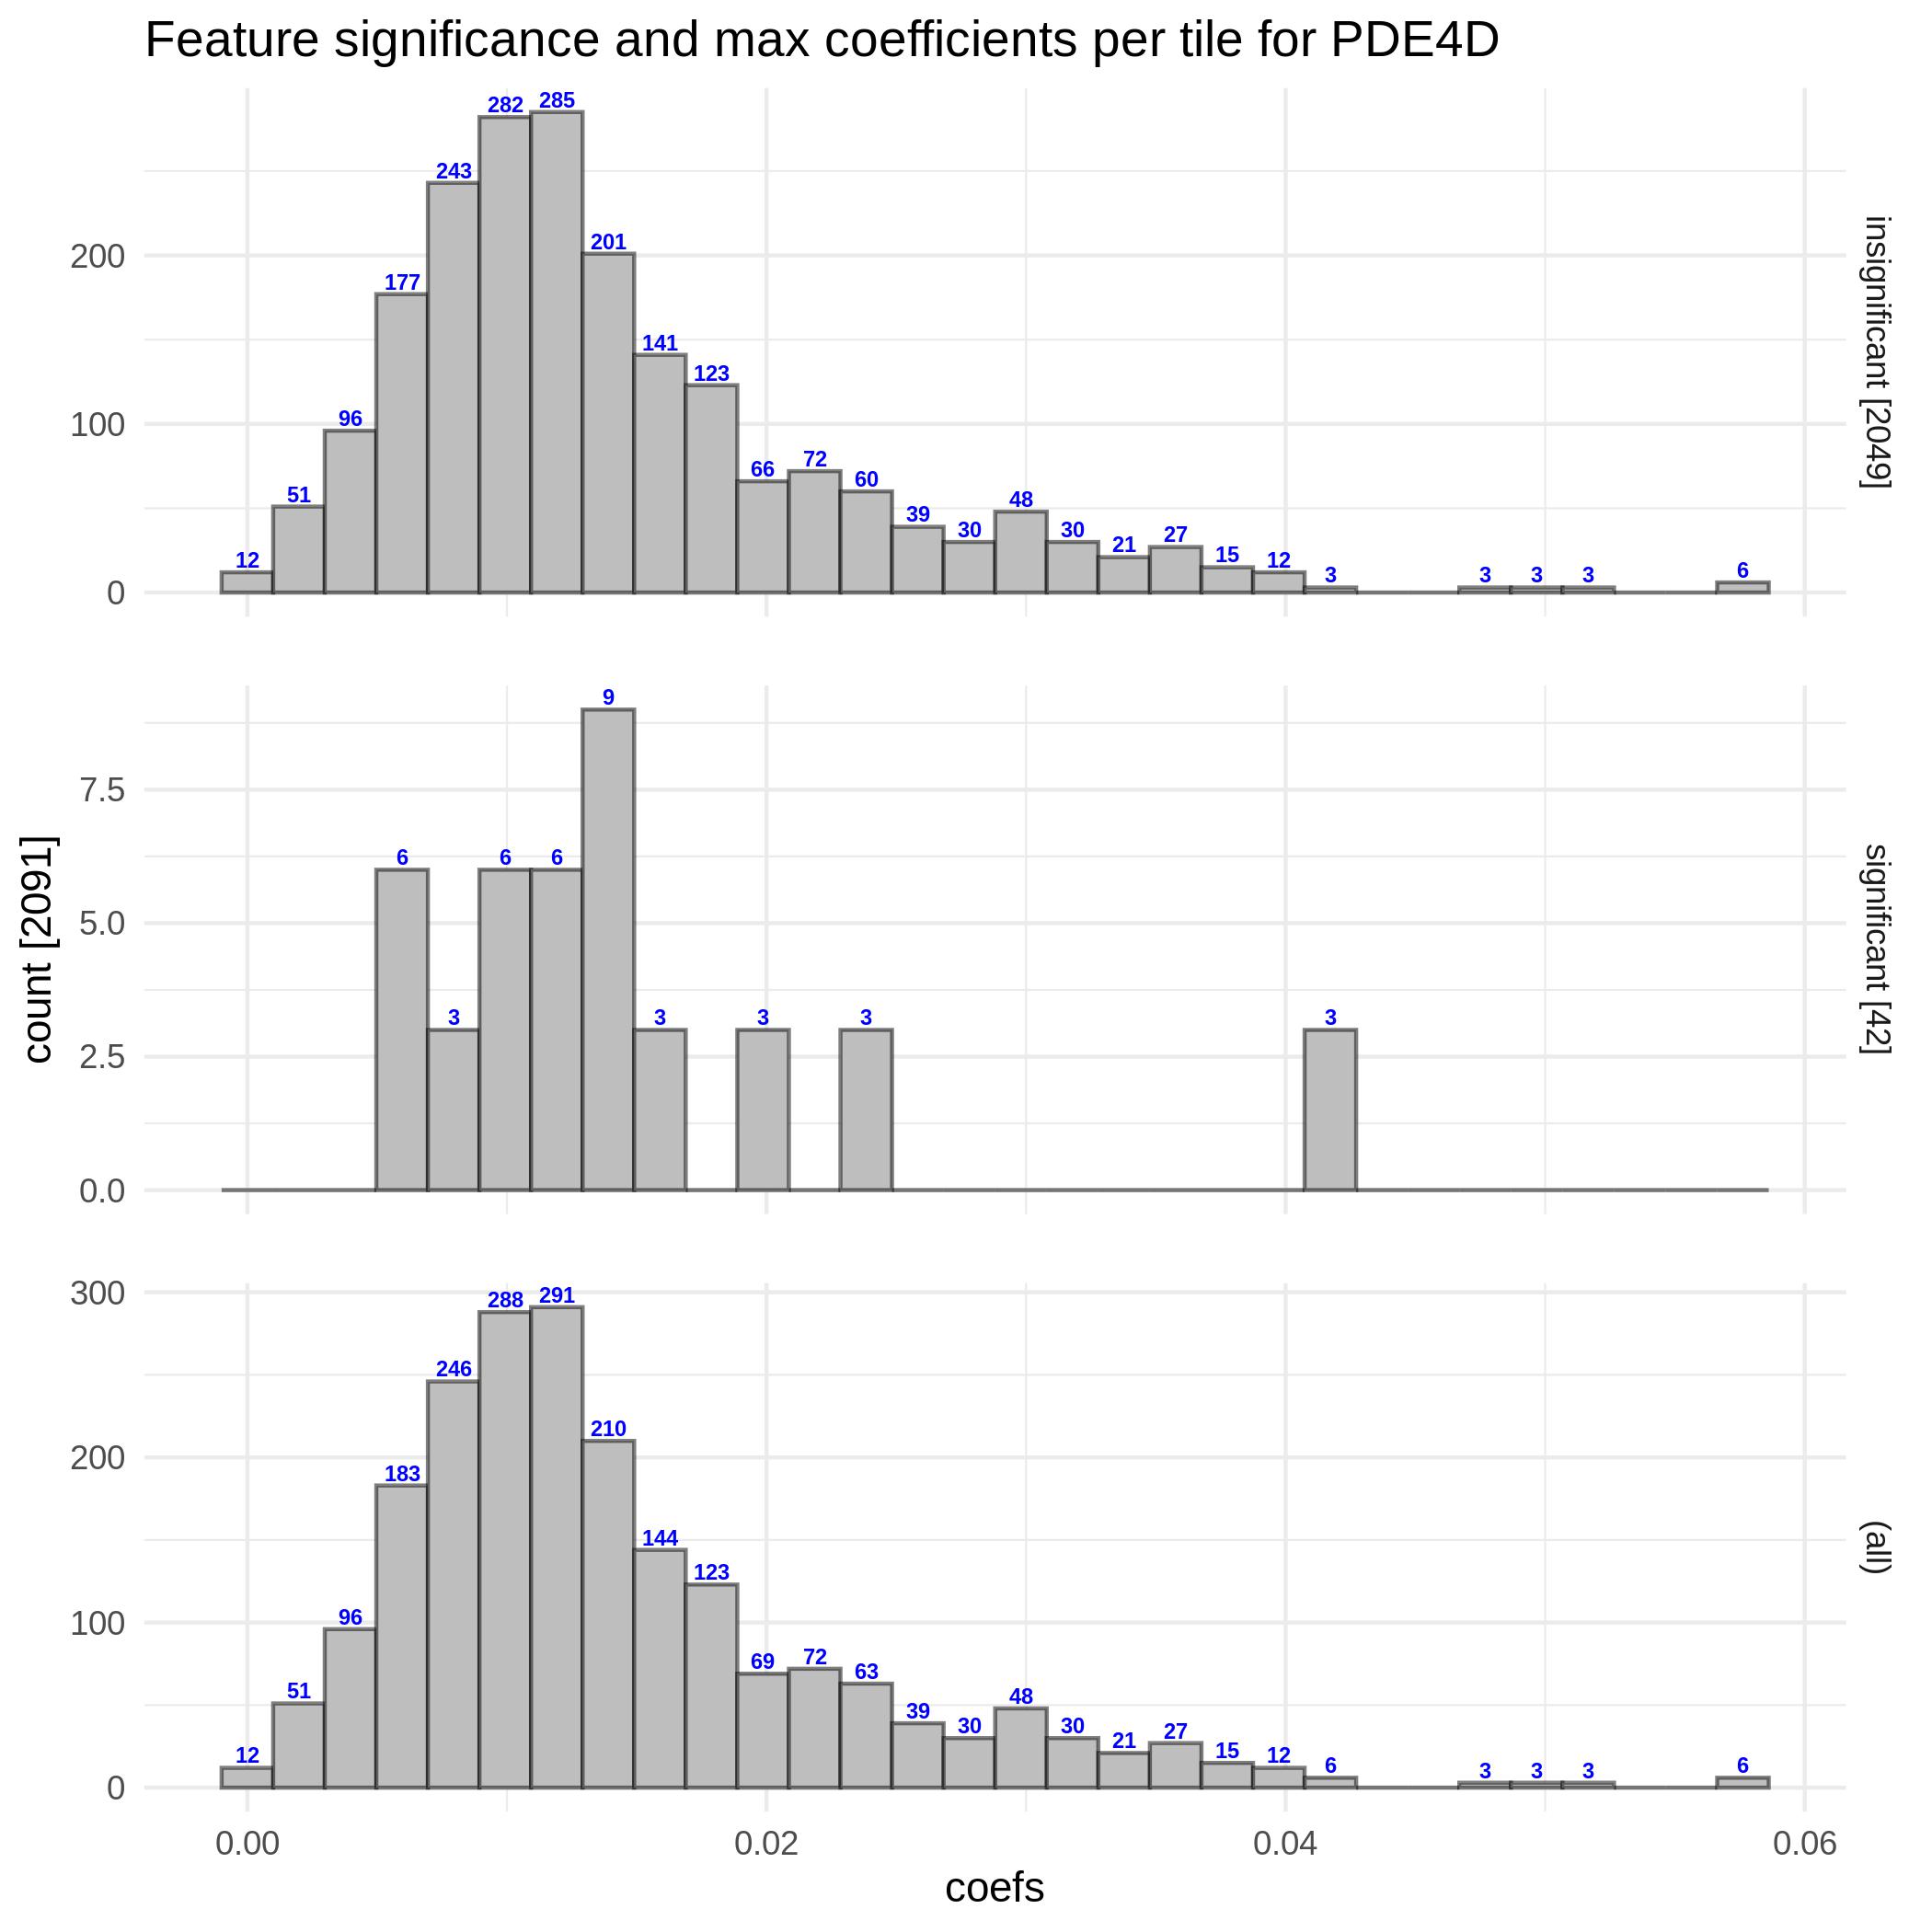 Feature significance and max coefficients per tile for PDE4D
282 285
243
201
177
141
123
96
66 72 60
51
39 30 48 30 21 27 15
12
12 3 3 3 3 6
200
100
0
insignificant [2049]
9
6 6 6
3 3 3 3 3
7.5
5.0
2.5
0.0
count [2091]
significant [42]
288 291
246
210
183
144
123
96
69 72 63
51
39 30 48 30 21 27 15
12
12 6 3 3 3 6
300
200
100
0
(all)
0.00 0.02 0.04 0.06
coefs